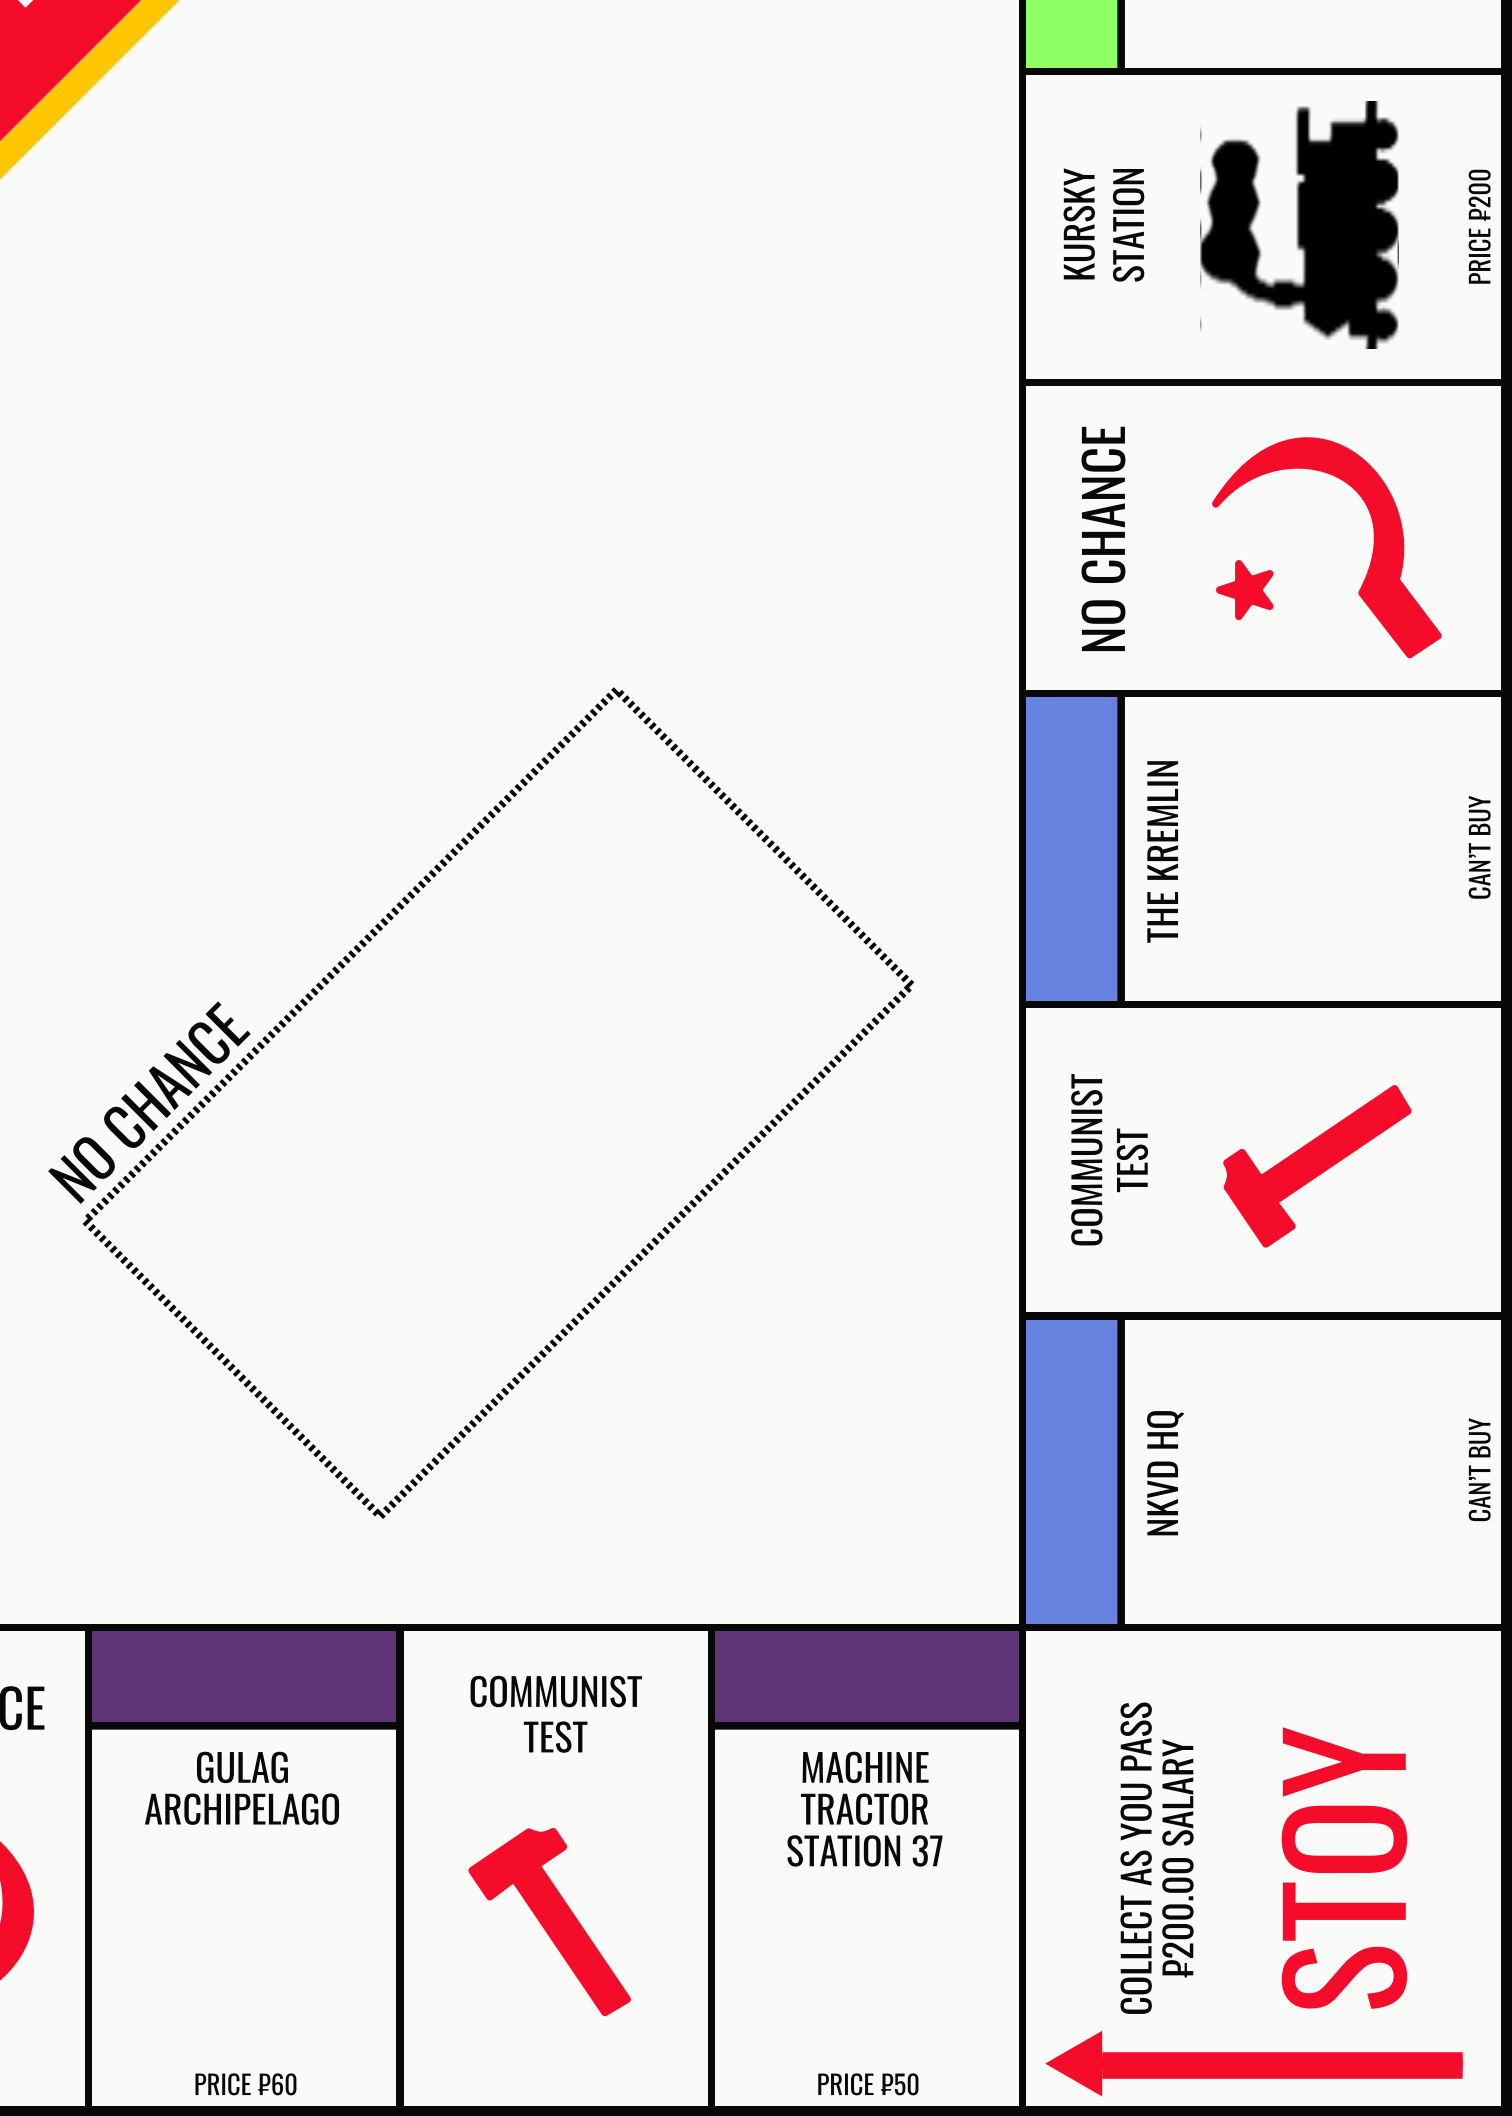 KURSKY
STATION
PRICE ₽200
NO CHANCE
THE KREMLIN
CAN'T BUY
COMMUNIST
TEST
NKVD HQ
CAN'T BUY
NO CHANCE
CE
GULAG
ARCHIPELAGO
PRICE ₽60
COMMUNIST
TEST
MACHINE
TRACTOR
STATION 37
PRICE ₽50
COLLECT AS YOU PASS
₽200.00 SALARY
STOY